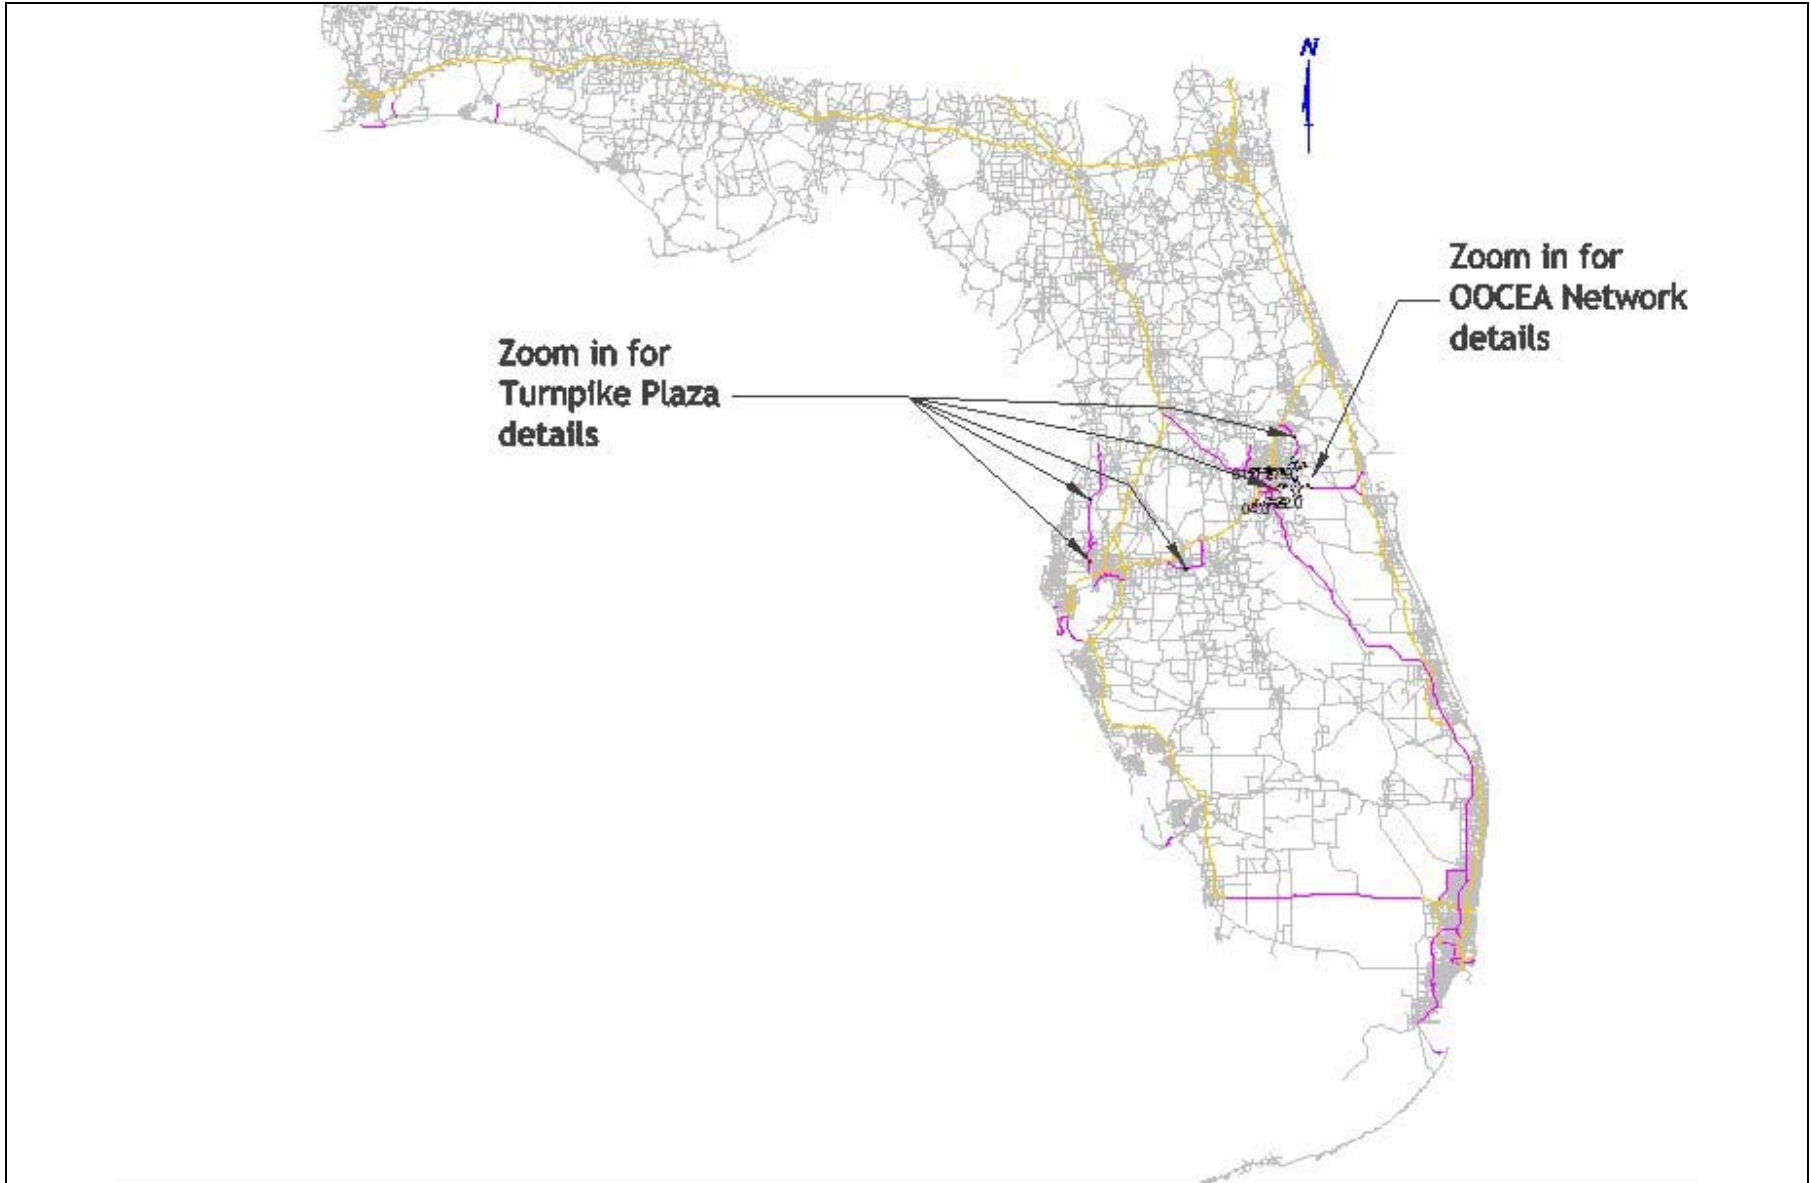 N
Zoom in for
OOCEA Network
details
Zoom in for
Turnpike Plaza
details